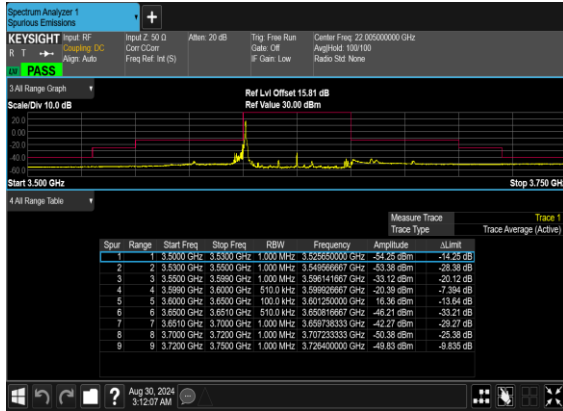 Spectrum Analyzer 1
Spurious Emissions
KEYSIGHT Input: RF Input Z: 50 Ω Atten: 20 dB Trig: Free Run Center Freq: 22.005000000 GHz
R T Coupling: DC Corr CCorr Gate: Off Avg|Hold: 100/100
Align: Auto Freq Ref: Int (S) IF Gain: Low Radio Std: None
PASS
3 All Range Graph Ref Lvl Offset 15.81 dB
Scale/Div 10.0 dB Ref Value 30.00 dBm
20.0
0.00
-20.0
-40.0
-60.0
Start 3.500 GHz Stop 3.750 GH
4 All Range Table
Measure Trace Trace 1
Trace Type Trace Average (Active)
Spur Range Start Freq Stop Freq RBW Frequency Amplitude ΔLimit
1 1 3.5000 GHz 3.5300 GHz 1.000 MHz 3.525650000 GHz -54.25 dBm -14.25 dB
2 2 3.5300 GHz 3.5500 GHz 1.000 MHz 3.549566667 GHz -53.38 dBm -28.38 dB
3 3 3.5500 GHz 3.5990 GHz 1.000 MHz 3.596141667 GHz -33.12 dBm -20.12 dB
4 4 3.5990 GHz 3.6000 GHz 510.0 kHz 3.599926667 GHz -20.39 dBm -7.394 dB
5 5 3.6000 GHz 3.6500 GHz 100.0 kHz 3.601250000 GHz 16.36 dBm -13.64 dB
6 6 3.6500 GHz 3.6510 GHz 510.0 kHz 3.650816667 GHz -46.21 dBm -33.21 dB
7 7 3.6510 GHz 3.7000 GHz 1.000 MHz 3.659738333 GHz -42.27 dBm -29.27 dB
8 8 3.7000 GHz 3.7200 GHz 1.000 MHz 3.707233333 GHz -50.38 dBm -25.38 dB
9 9 3.7200 GHz 3.7500 GHz 1.000 MHz 3.726400000 GHz -49.83 dBm -9.835 dB
Aug 30, 2024
3:12:07 AM